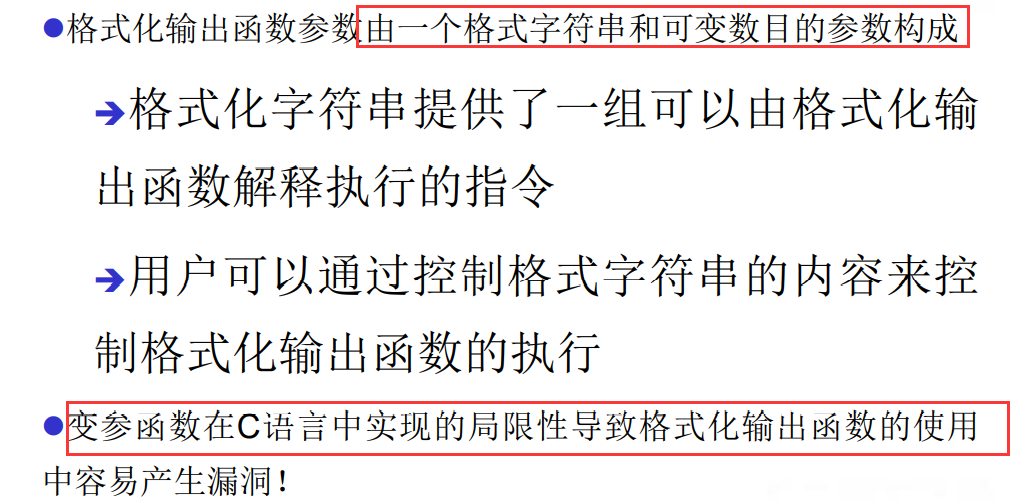 ●格式化输出函数参数由一个格式字符串和可变数目的参数构成
➔格式化字符串提供了一组可以由格式化输
出函数解释执行的指令
➔用户可以通过控制格式字符串的内容来控
制格式化输出函数的执行
●变参函数在C语言中实现的局限性导致格式化输出函数的使用
中容易产生漏洞！